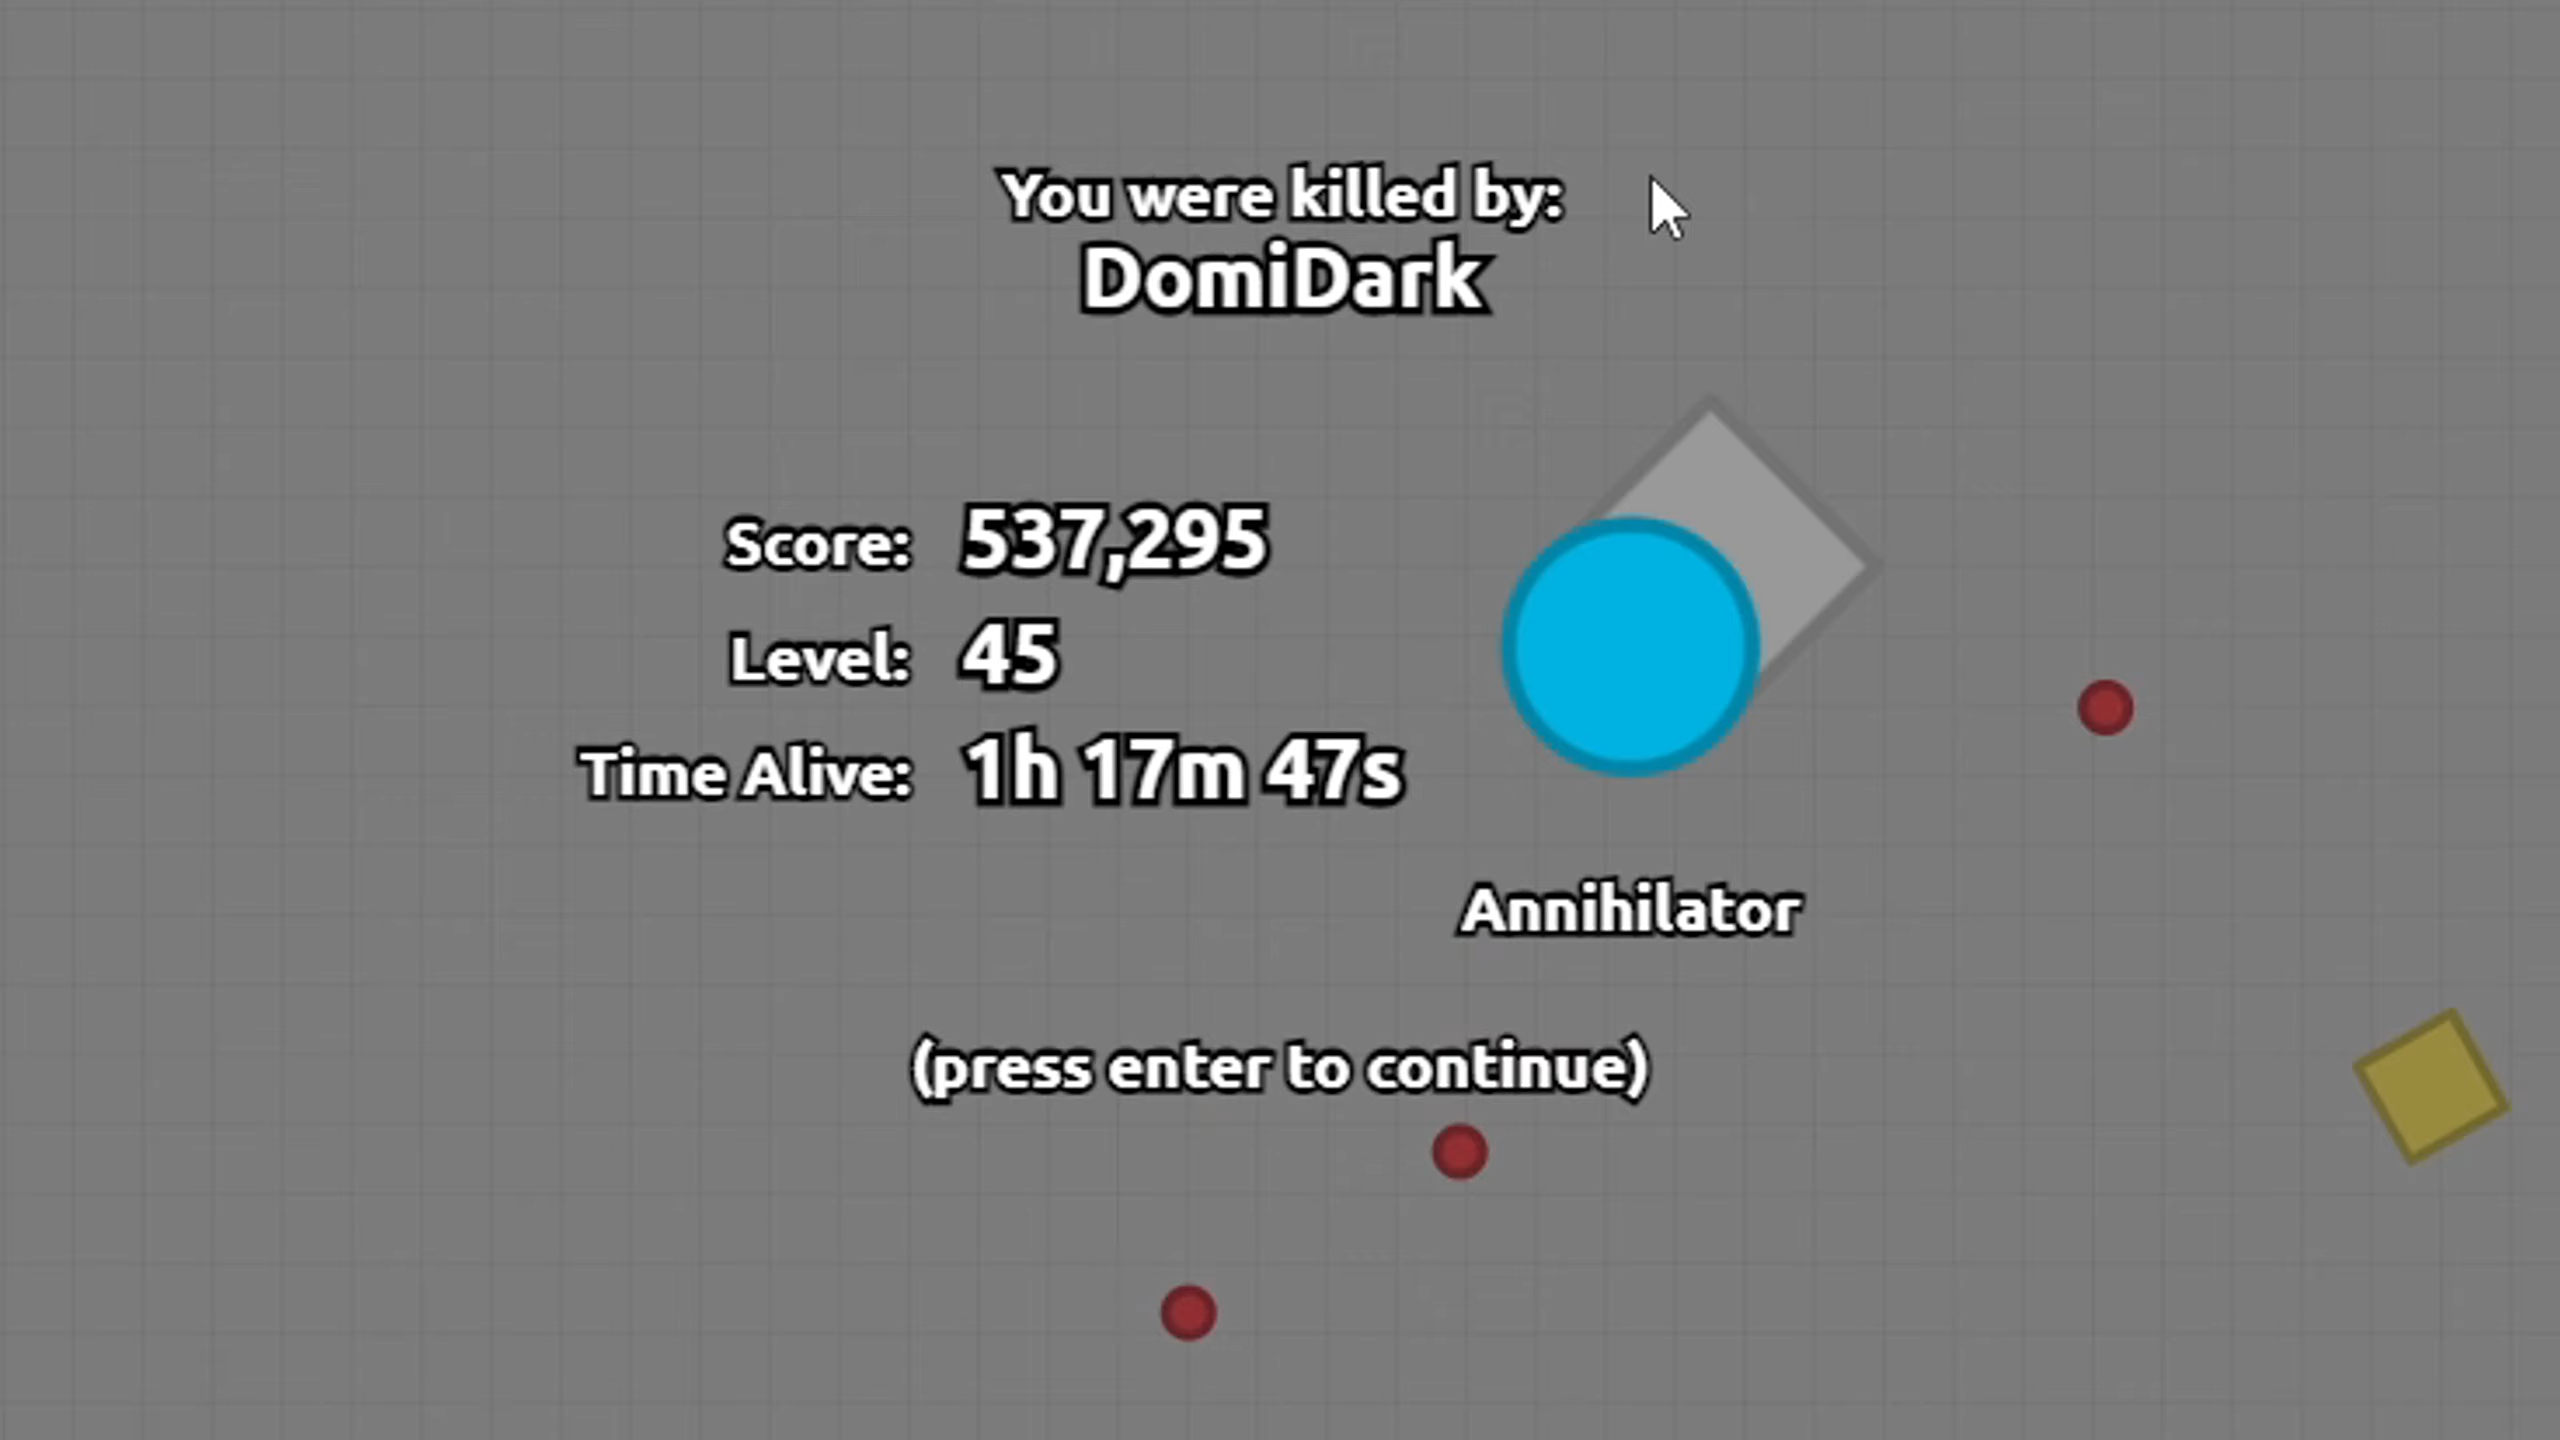 You were killed by:
DomiDark
Score: 537,295
Level: 45
Time Alive: 1h 17m 47s
Annihilator
(press enter to continue)